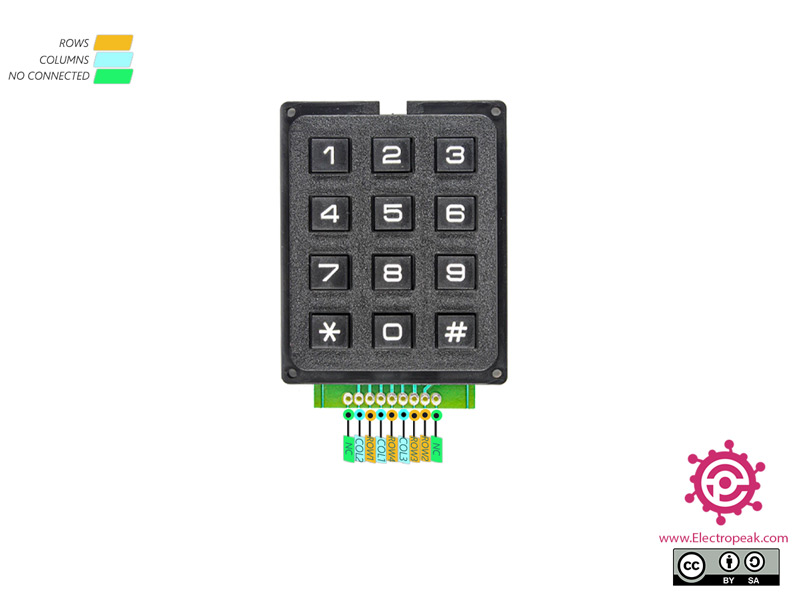 ROWS
COLUMNS
NO CONNECTED
1 2 3
4 5 6
7 8 9
* 0 #
NC COL2 ROW1 COL1 ROW4 COL3 ROW3 ROW2 NC
www.Electropeak.com
cc
BY SA